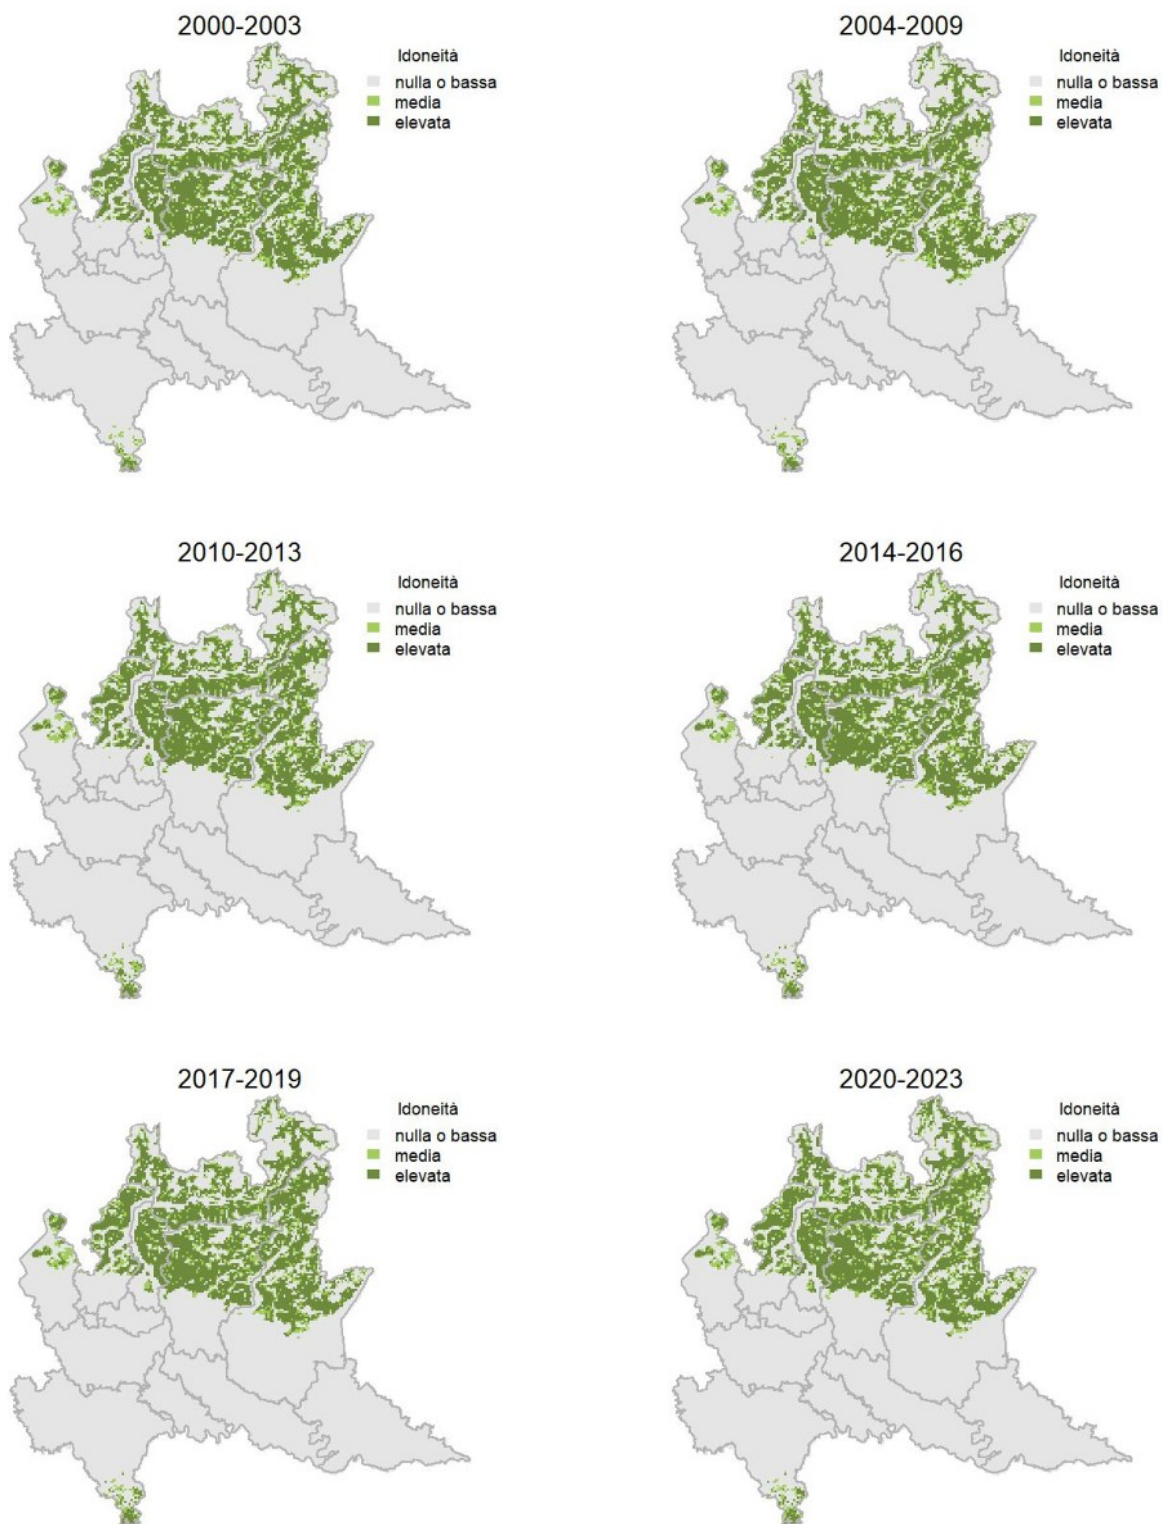 2000-2003
Idoneità
nulla o bassa
media
elevata
2004-2009
Idoneità
nulla o bassa
media
elevata
2010-2013
Idoneità
nulla o bassa
media
elevata
2014-2016
Idoneità
nulla o bassa
media
elevata
2017-2019
Idoneità
nulla o bassa
media
elevata
2020-2023
Idoneità
nulla o bassa
media
elevata